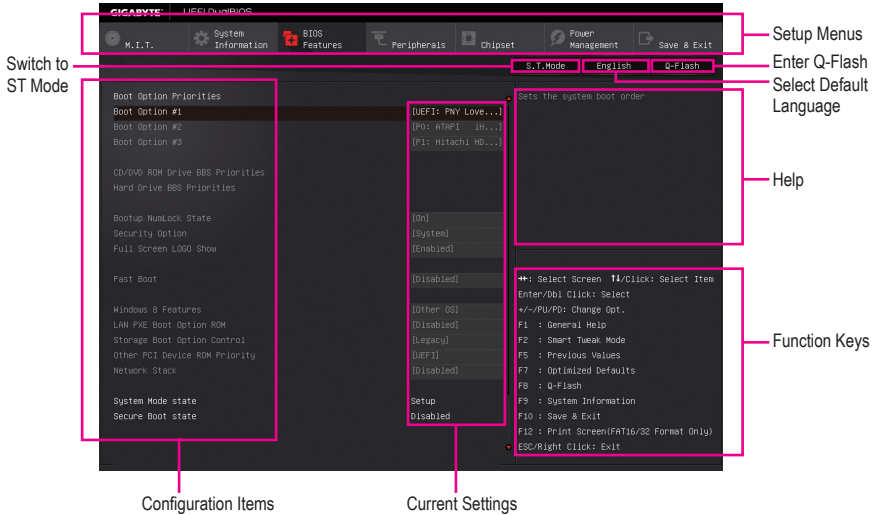 GIGABYTE UEFI DualBIOS
M.I.T.
System Information
BIOS Features
Peripherals
Chipset
Power Management
Save & Exit
Setup Menus
Switch to ST Mode
S.T.Mode English Q-Flash
Enter Q-Flash
Select Default Language
Boot Option Priorities
Boot Option #1 [UEFI: PNY Love...]
Boot Option #2 [P0: ATAPI iH...]
Boot Option #3 [P1: Hitachi HD...]
CD/DVD ROM Drive BBS Priorities
Hard Drive BBS Priorities
Bootup NumLock State [On]
Security Option [System]
Full Screen LOGO Show [Enabled]
Fast Boot [Disabled]
Windows 8 Features [Other OS]
LAN PXE Boot Option ROM [Disabled]
Storage Boot Option Control [Legacy]
Other PCI Device ROM Priority [UEFI]
Network Stack [Disabled]
System Mode state Setup
Secure Boot state Disabled
Sets the system boot order
Help
→←: Select Screen ↑↓/Click: Select Item
Enter/Dbl Click: Select
+/-/PU/PD: Change Opt.
F1 : General Help
F2 : Smart Tweak Mode
F5 : Previous Values
F7 : Optimized Defaults
F8 : Q-Flash
F9 : System Information
F10 : Save & Exit
F12 : Print Screen(FAT16/32 Format Only)
ESC/Right Click: Exit
Function Keys
Configuration Items
Current Settings